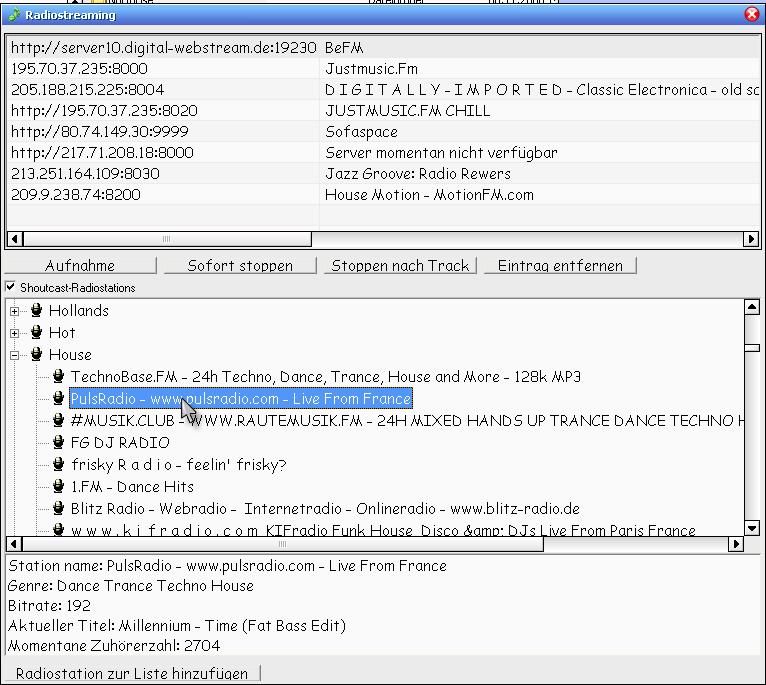 Radiostreaming
http://server10.digital-webstream.de:19230 BeFM
195.70.37.235:8000 Justmusic.Fm
205.188.215.225:8004 D I G I T A L L Y - I M P O R T E D - Classic Electronica - old sc
http://195.70.37.235:8020 JUSTMUSIC.FM CHILL
http://80.74.149.30:9999 Sofaspace
http://217.71.208.18:8000 Server momentan nicht verfügbar
213.251.164.109:8030 Jazz Groove: Radio Rewers
209.9.238.74:8200 House Motion - MotionFM.com
Aufnahme Sofort stoppen Stoppen nach Track Eintrag entfernen
Shoutcast-Radiostations
Hollands
Hot
House
TechnoBase.FM - 24h Techno, Dance, Trance, House and More - 128k MP3
PulsRadio - www.pulsradio.com - Live From France
#MUSIK.CLUB - WWW.RAUTEMUSIK.FM - 24H MIXED HANDS UP TRANCE DANCE TECHNO H
FG DJ RADIO
frisky R a d i o - feelin' frisky?
1.FM - Dance Hits
Blitz Radio - Webradio - Internetradio - Onlineradio - www.blitz-radio.de
w w w . k i f r a d i o . c o m KIFradio Funk House Disco &amp; DJs Live From Paris France
Station name: PulsRadio - www.pulsradio.com - Live From France
Genre: Dance Trance Techno House
Bitrate: 192
Aktueller Titel: Millennium - Time (Fat Bass Edit)
Momentane Zuhörerzahl: 2704
Radiostation zur Liste hinzufügen